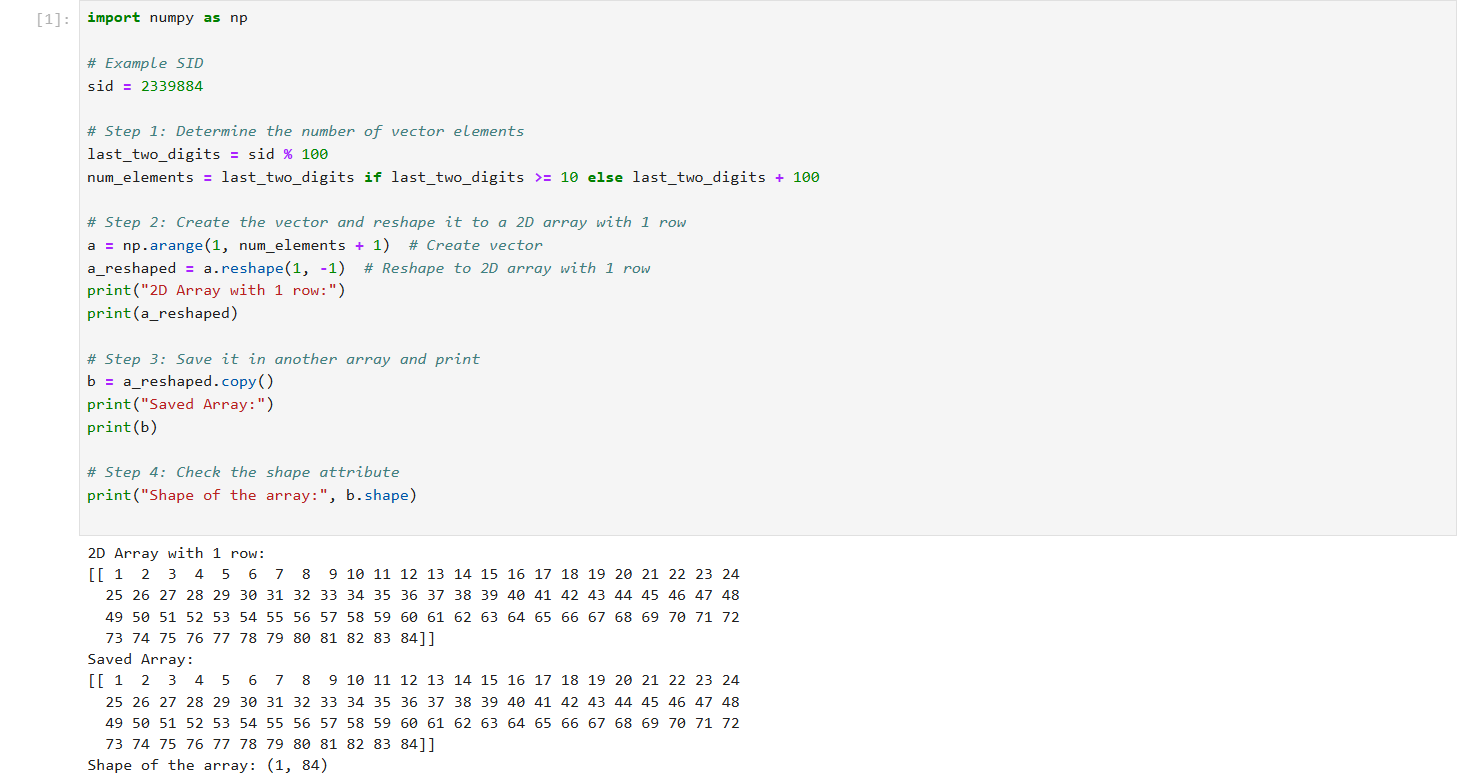 [1]: import numpy as np
# Example SID
sid = 2339884
# Step 1: Determine the number of vector elements
last_two_digits = sid % 100
num_elements = last_two_digits if last_two_digits >= 10 else last_two_digits + 100
# Step 2: Create the vector and reshape it to a 2D array with 1 row
a = np.arange(1, num_elements + 1)  # Create vector
a_reshaped = a.reshape(1, -1)  # Reshape to 2D array with 1 row
print("2D Array with 1 row:")
print(a_reshaped)
# Step 3: Save it in another array and print
b = a_reshaped.copy()
print("Saved Array:")
print(b)
# Step 4: Check the shape attribute
print("Shape of the array:", b.shape)
2D Array with 1 row:
[[ 1  2  3  4  5  6  7  8  9 10 11 12 13 14 15 16 17 18 19 20 21 22 23 24
  25 26 27 28 29 30 31 32 33 34 35 36 37 38 39 40 41 42 43 44 45 46 47 48
  49 50 51 52 53 54 55 56 57 58 59 60 61 62 63 64 65 66 67 68 69 70 71 72
  73 74 75 76 77 78 79 80 81 82 83 84]]
Saved Array:
[[ 1  2  3  4  5  6  7  8  9 10 11 12 13 14 15 16 17 18 19 20 21 22 23 24
  25 26 27 28 29 30 31 32 33 34 35 36 37 38 39 40 41 42 43 44 45 46 47 48
  49 50 51 52 53 54 55 56 57 58 59 60 61 62 63 64 65 66 67 68 69 70 71 72
  73 74 75 76 77 78 79 80 81 82 83 84]]
Shape of the array: (1, 84)